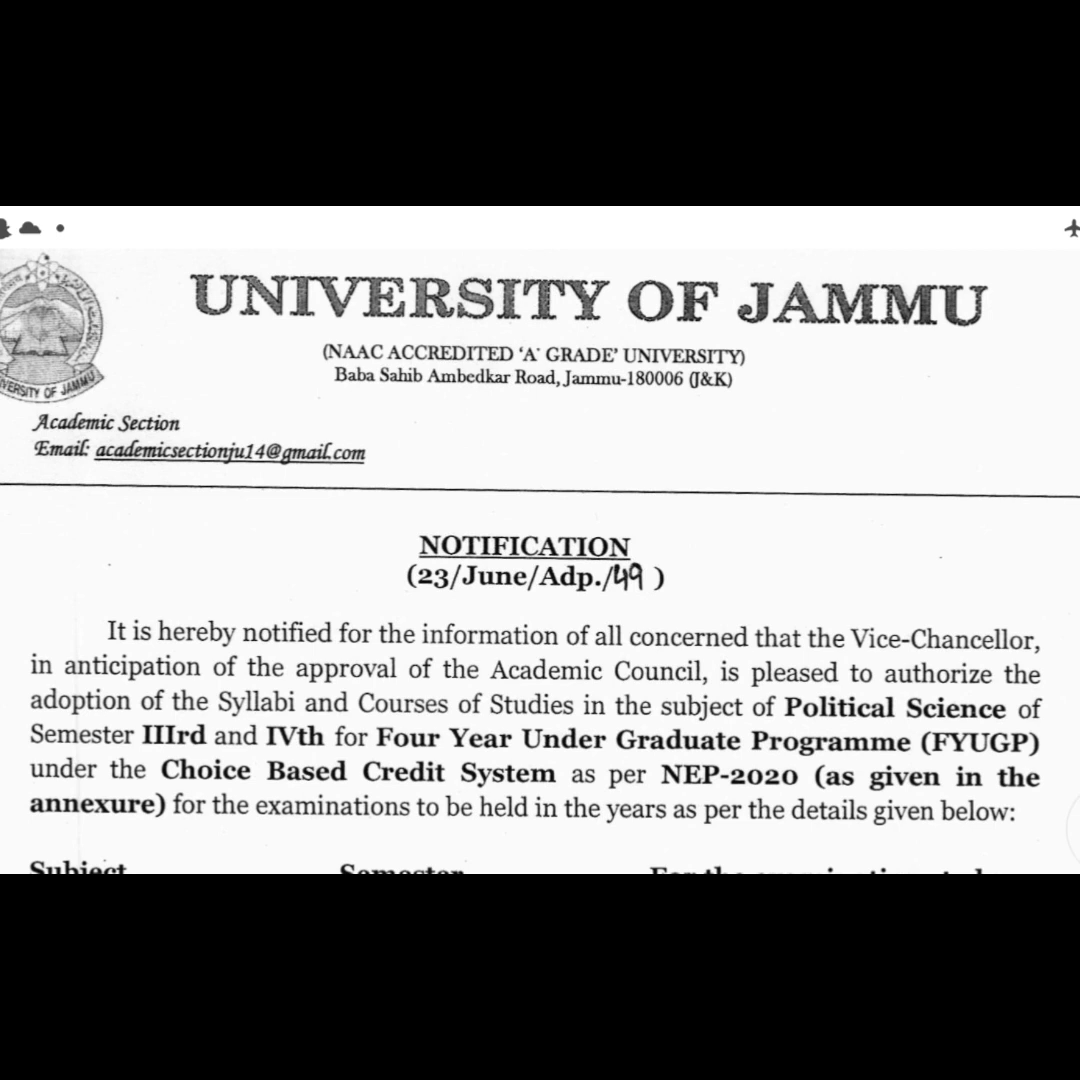 UNIVERSITY OF JAMMU
(NAAC ACCREDITED ‘A’ GRADE’ UNIVERSITY)
Baba Sahib Ambedkar Road, Jammu-180006 (J&K)
UNIVERSITY OF JAMMU
Academic Section
Email: academicsectionju14@gmail.com
NOTIFICATION
(23/June/Adp./49 )
It is hereby notified for the information of all concerned that the Vice-Chancellor,
in anticipation of the approval of the Academic Council, is pleased to authorize the
adoption of the Syllabi and Courses of Studies in the subject of Political Science of
Semester IIIrd and IVth for Four Year Under Graduate Programme (FYUGP)
under the Choice Based Credit System as per NEP-2020 (as given in the
annexure) for the examinations to be held in the years as per the details given below:
Subject Semester